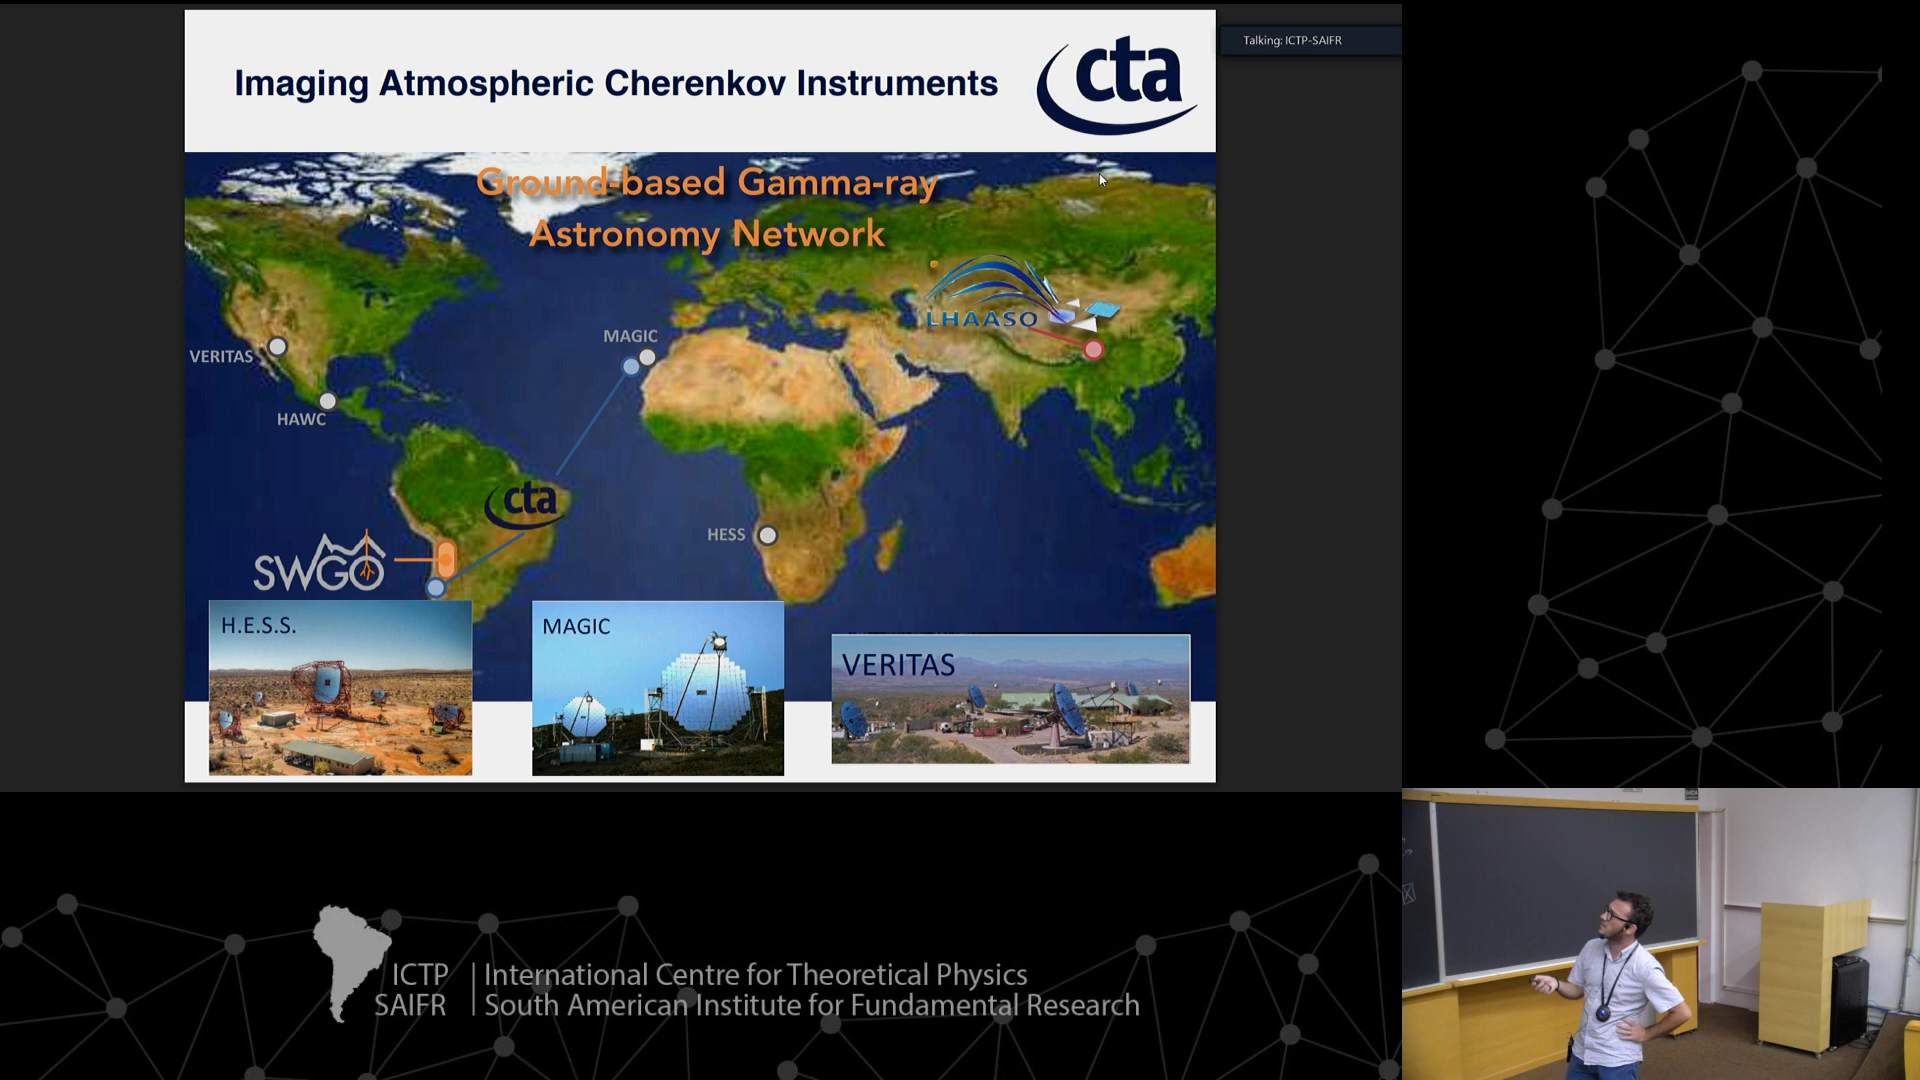 Imaging Atmospheric Cherenkov Instruments
cta
Talking: ICTP-SAIFR
Ground-based Gamma-ray
Astronomy Network
LHAASO
MAGIC
VERITAS
HAWC
cta
HESS
SWGO
H.E.S.S.
MAGIC
VERITAS
ICTP
SAIFR
International Centre for Theoretical Physics
South American Institute for Fundamental Research